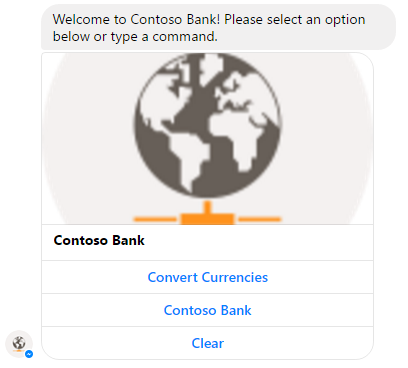 Welcome to Contoso Bank! Please select an option
below or type a command.
Contoso Bank
Convert Currencies
Contoso Bank
Clear